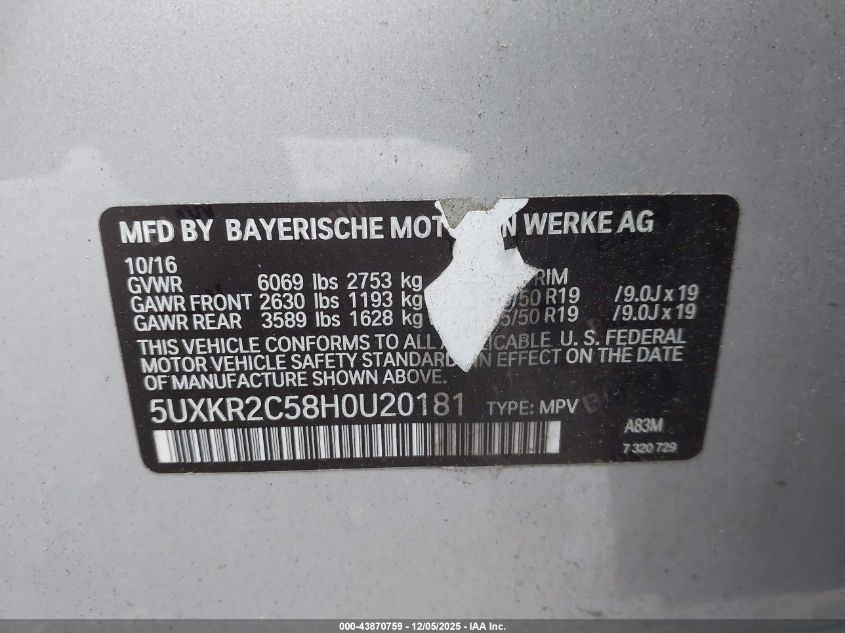 MFD BY BAYERISCHE MOT N WERKE AG
10/16
GVWR 6069 lbs 2753 kg RIM
GAWR FRONT 2630 lbs 1193 kg /50 R19 /9.0J x 19
GAWR REAR 3589 lbs 1628 kg 5/50 R19 /9.0J x 19
THIS VEHICLE CONFORMS TO ALL A ICABLE U. S. FEDERAL
MOTOR VEHICLE SAFETY STANDARD IN EFFECT ON THE DATE
OF MANUFACTURE SHOWN ABOVE.
5UXKR2C58H0U20181 TYPE: MPV
A83M
7 320 729
000-43870759 - 12/05/2025 - IAA Inc.